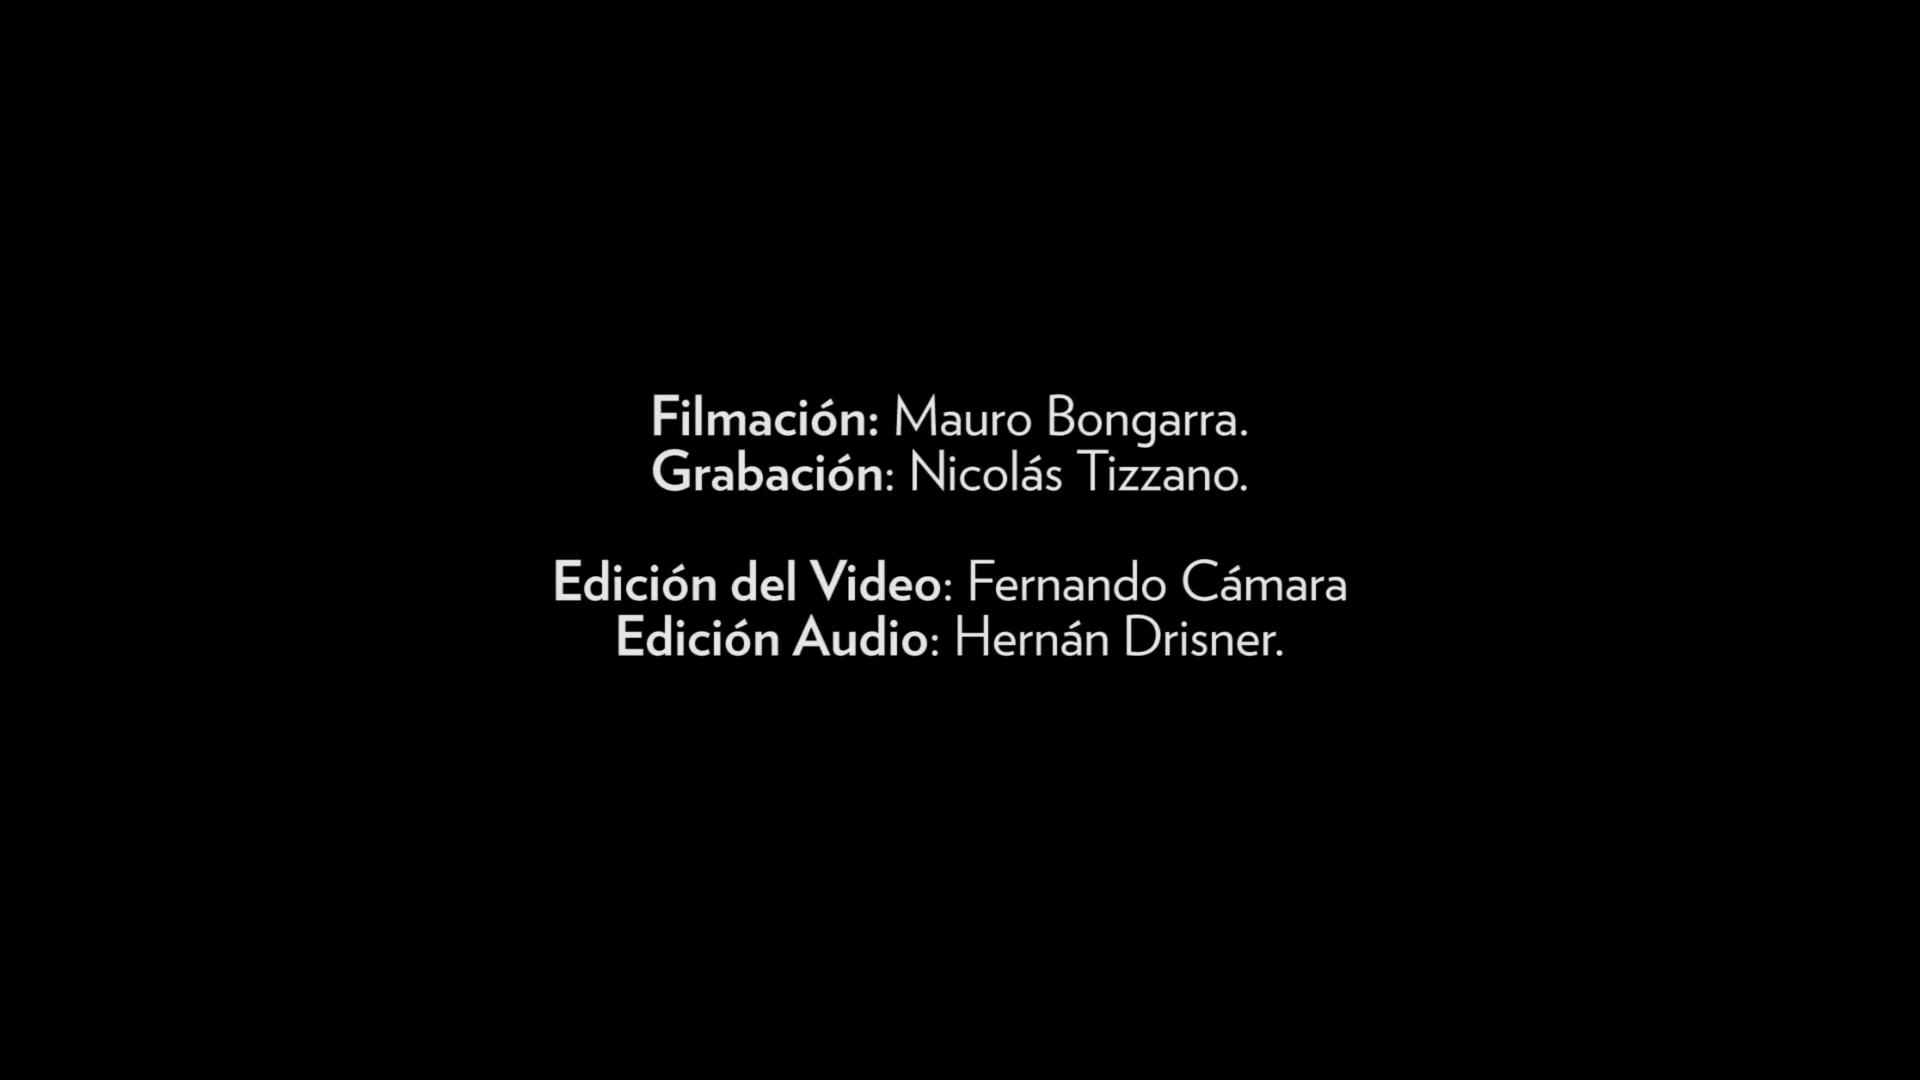 Filmación: Mauro Bongarra.
Grabación: Nicolás Tizzano.
Edición del Video: Fernando Cámara
Edición Audio: Hernán Drisner.